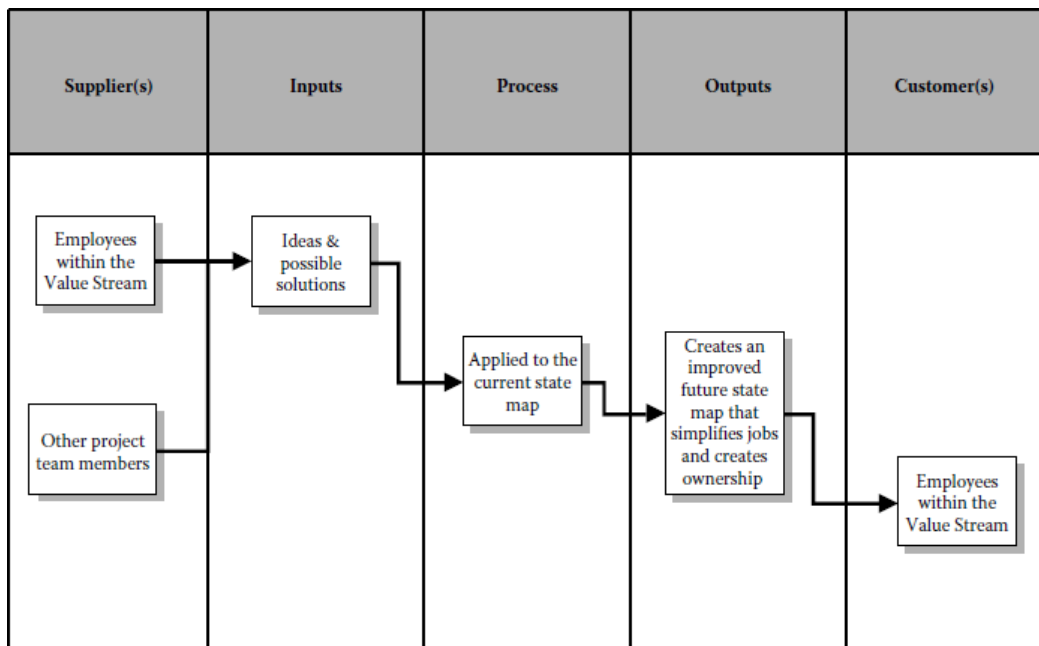 Supplier(s)
Inputs
Process
Outputs
Customer(s)
Employees
within the
Value Stream
Other project
team members
Ideas &
possible
solutions
Applied to the
current state
map
Creates an
improved
future state
map that
simplifies jobs
and creates
ownership
Employees
within the
Value Stream